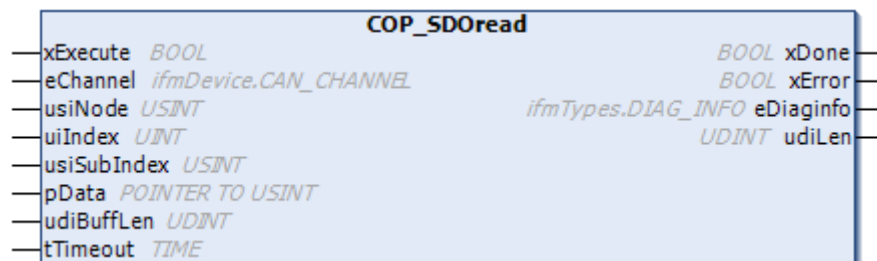 COP_SDOread
xExecute BOOL BOOL xDone
eChannel ifmDevice.CAN_CHANNEL BOOL xError
usiNode USINT ifmTypes.DIAG_INFO eDiaginfo
uiIndex UINT UDINT udiLen
usiSubIndex USINT
pData POINTER TO USINT
udiBuffLen UDINT
tTimeout TIME